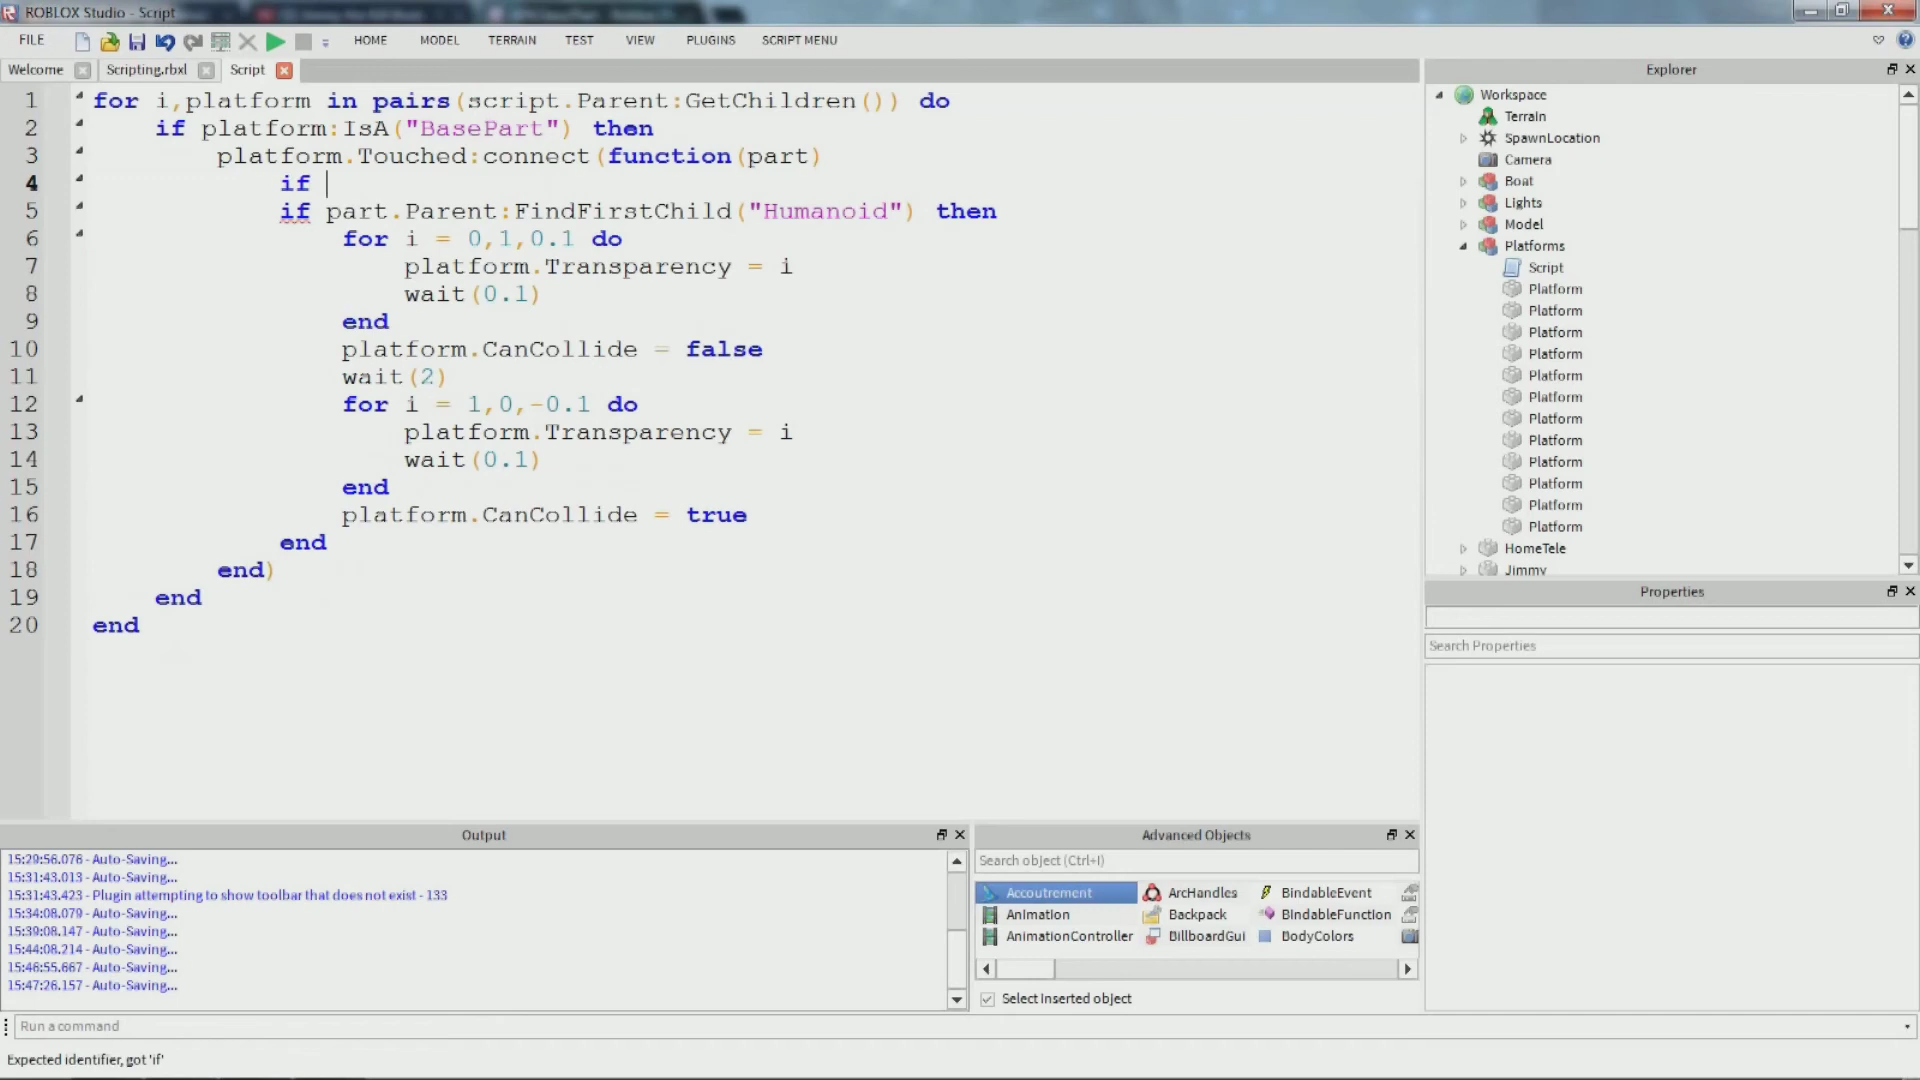 ROBLOX Studio - Script
FILE HOME MODEL TERRAIN TEST VIEW PLUGINS SCRIPT MENU
Welcome Scripting.rbxl Script
1 for i,platform in pairs(script.Parent:GetChildren()) do
2 if platform:IsA("BasePart") then
3 platform.Touched:connect(function(part)
4 if
5 if part.Parent:FindFirstChild("Humanoid") then
6 for i = 0,1,0.1 do
7 platform.Transparency = i
8 wait(0.1)
9 end
10 platform.CanCollide = false
11 wait(2)
12 for i = 1,0,-0.1 do
13 platform.Transparency = i
14 wait(0.1)
15 end
16 platform.CanCollide = true
17 end
18 end)
19 end
20 end
Explorer
Workspace
Terrain
SpawnLocation
Camera
Boat
Lights
Model
Platforms
Script
Platform
Platform
Platform
Platform
Platform
Platform
Platform
Platform
Platform
Platform
Platform
Platform
HomeTele
Jimmy
Properties
Search Properties
Output
15:29:56.076 - Auto-Saving...
15:31:43.013 - Auto-Saving...
15:31:43.423 - Plugin attempting to show toolbar that does not exist - 133
15:34:08.079 - Auto-Saving...
15:39:08.147 - Auto-Saving...
15:44:08.214 - Auto-Saving...
15:46:55.667 - Auto-Saving...
15:47:26.157 - Auto-Saving...
Advanced Objects
Search object (Ctrl+I)
Accoutrement ArcHandles BindableEvent
Animation Backpack BindableFunction
AnimationController BillboardGui BodyColors
Select Inserted object
Run a command
Expected identifier, got 'if'